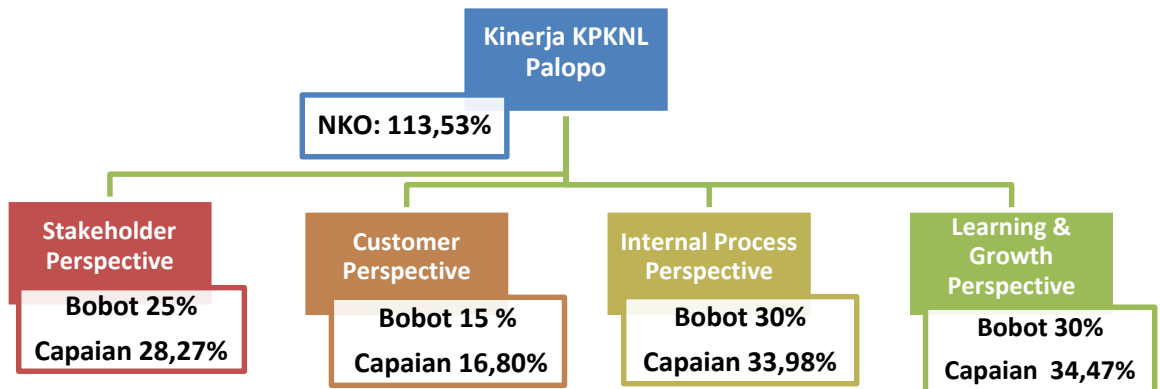 Kinerja KPKNL
Palopo
NKO: 113,53%
Stakeholder
Perspective
Bobot 25%
Capaian 28,27%
Customer
Perspective
Bobot 15 %
Capaian 16,80%
Internal Process
Perspective
Bobot 30%
Capaian 33,98%
Learning &
Growth
Perspective
Bobot 30%
Capaian 34,47%